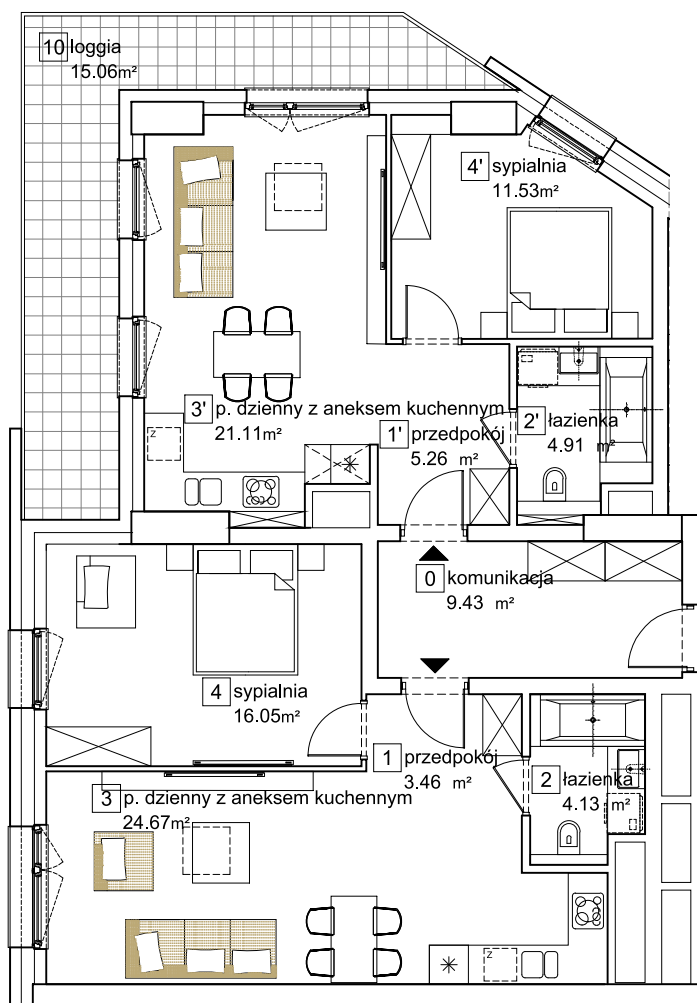 10 loggia
15.06m²
4' sypialnia
11.53m²
3' p. dzienny z aneksem kuchennym
21.11m²
2' łazienka
4.91 m²
1' przedpokój
5.26 m²
z
0 komunikacja
9.43 m²
4 sypialnia
16.05m²
1 przedpokój
3.46 m²
2 łazienka
4.13 m²
3 p. dzienny z aneksem kuchennym
24.67m²
z